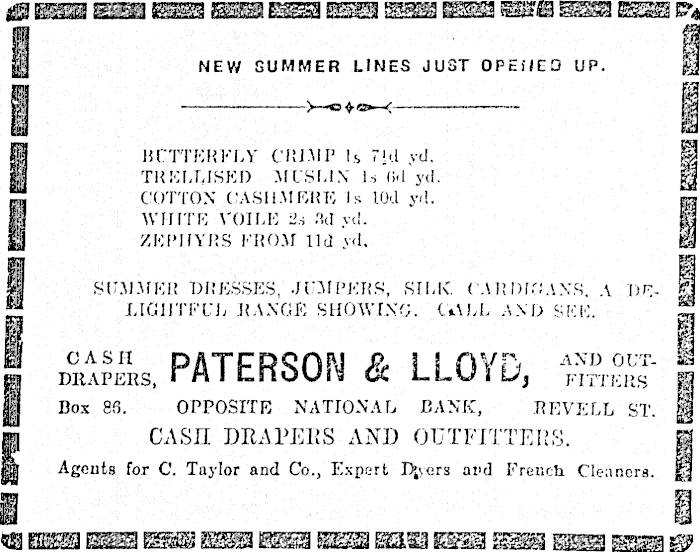 NEW SUMMER LINES JUST OPENED UP.
BUTTERFLY CRIMP 1s 7½d yd.
TRELLISED MUSLIN 1s 6d yd.
COTTON CASHMERE 1s 10d yd.
WHITE VOILE 2s 3d yd.
ZEPHYRS FROM 11d yd.
SUMMER DRESSES, JUMPERS, SILK CARDIGANS, A DE-
LIGHTFUL RANGE SHOWING. CALL AND SEE.
CASH DRAPERS, PATERSON & LLOYD, AND OUT-FITTERS
Box 86. OPPOSITE NATIONAL BANK, REVELL ST.
CASH DRAPERS AND OUTFITTERS.
Agents for C. Taylor and Co., Expert Dyers and French Cleaners.